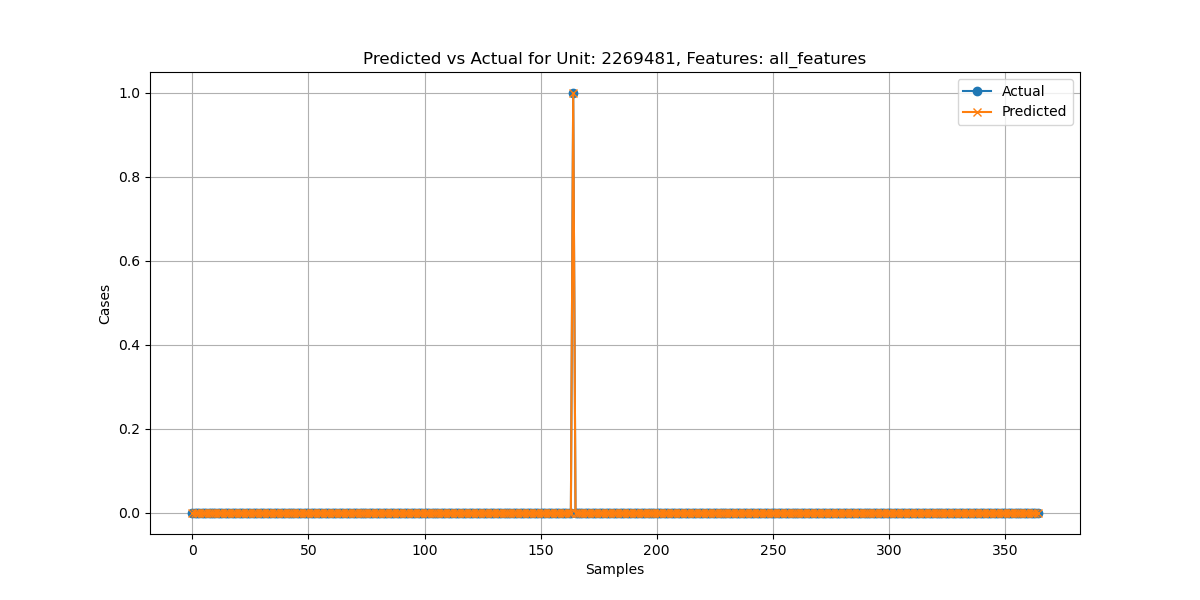 Predicted vs Actual for Unit: 2269481, Features: all_features
Actual
Predicted
1.0
0.8
0.6
0.4
0.2
0.0
Cases
0 50 100 150 200 250 300 350
Samples